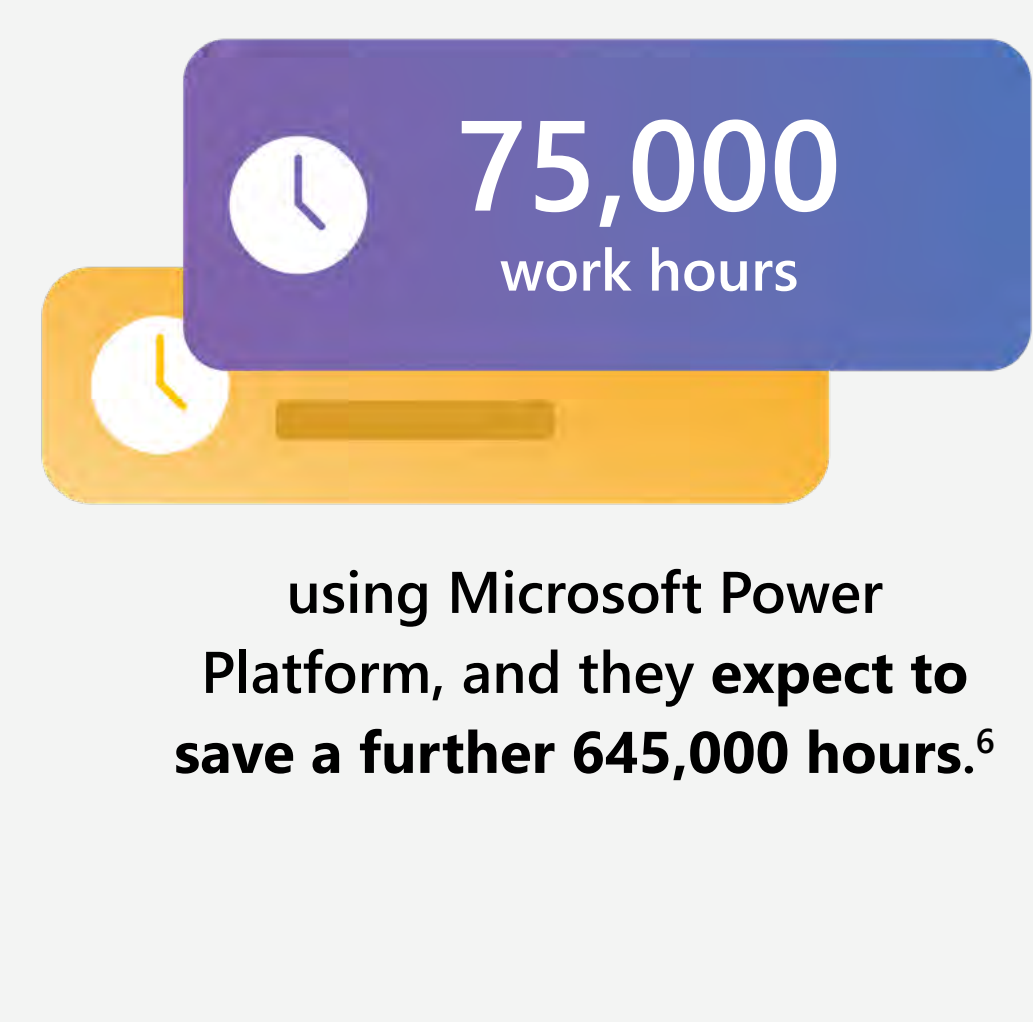 75,000
work hours
using Microsoft Power
Platform, and they expect to
save a further 645,000 hours.⁶